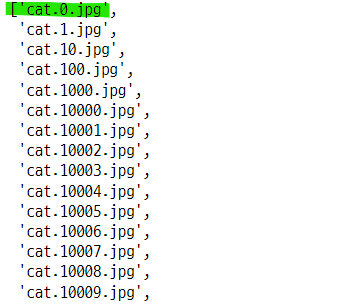 ['cat.0.jpg',
'cat.1.jpg',
'cat.10.jpg',
'cat.100.jpg',
'cat.1000.jpg',
'cat.10000.jpg',
'cat.10001.jpg',
'cat.10002.jpg',
'cat.10003.jpg',
'cat.10004.jpg',
'cat.10005.jpg',
'cat.10006.jpg',
'cat.10007.jpg',
'cat.10008.jpg',
'cat.10009.jpg',